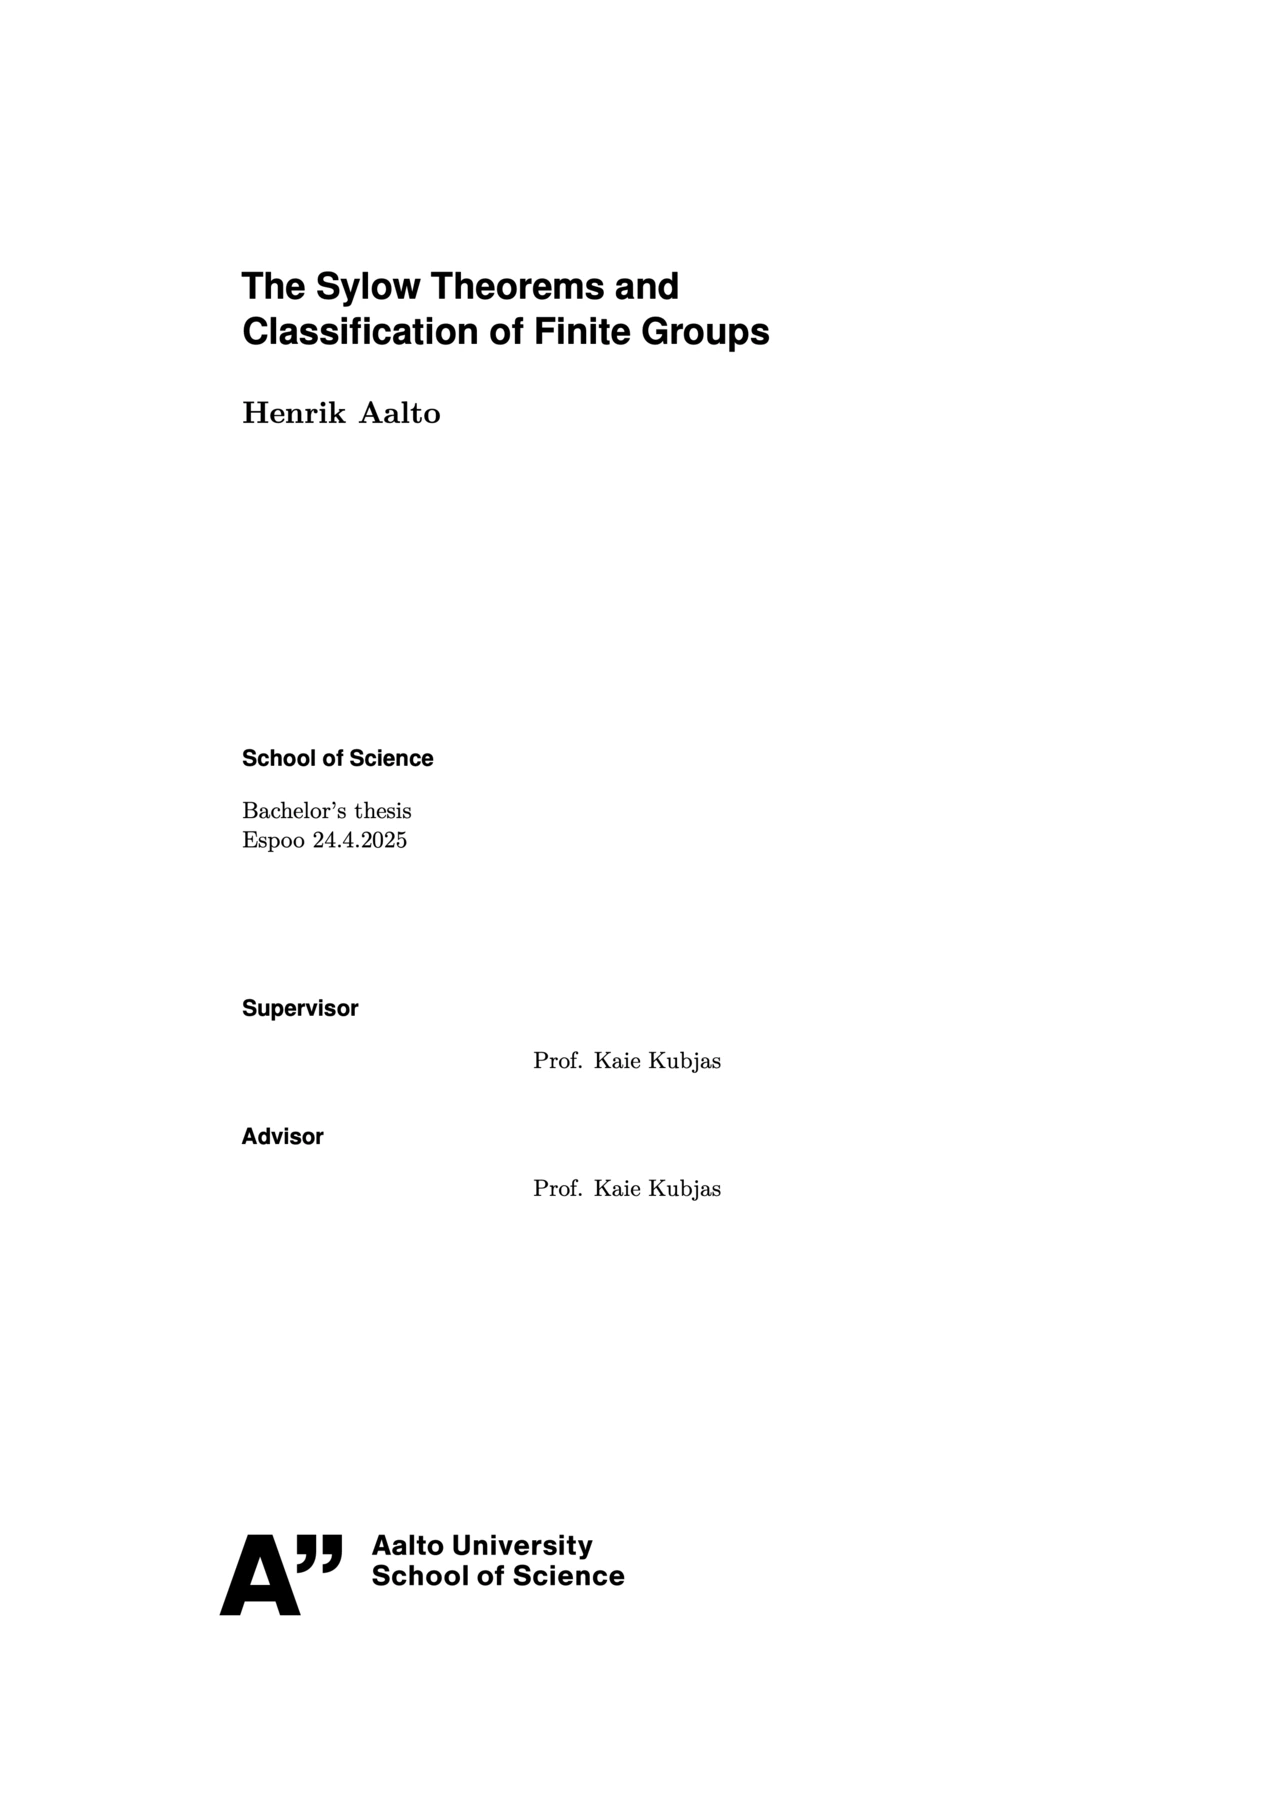 The Sylow Theorems and
Classification of Finite Groups
Henrik Aalto
School of Science
Bachelor's thesis
Espoo 24.4.2025
Supervisor
Prof. Kaie Kubjas
Advisor
Prof. Kaie Kubjas
A”
Aalto University
School of Science